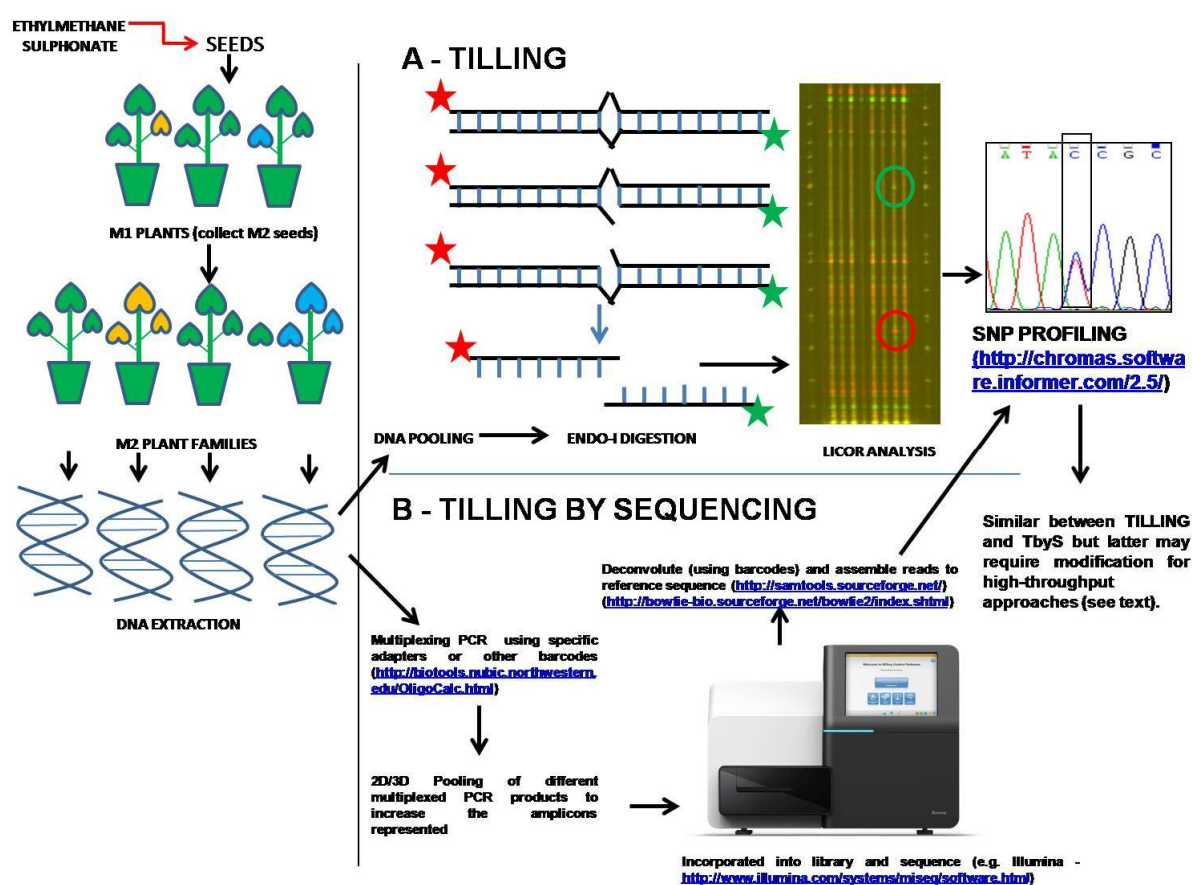 ETHYLMETHANE
SULPHONATE
SEEDS
M1 PLANTS (collect M2 seeds)
M2 PLANT FAMILIES
DNA EXTRACTION
A - TILLING
DNA POOLING
ENDO-I DIGESTION
LICOR ANALYSIS
A T A C C G C
SNP PROFILING
(http://chromas.softwa
re.informer.com/2.5/)
Similar between TILLING
and TbyS but latter may
require modification for
high-throughput
approaches (see text).
B - TILLING BY SEQUENCING
Deconvolute (using barcodes) and assemble reads to
reference sequence (http://samtools.sourceforge.net/)
(http://bowfie-bio.sourceforge.net/bowfie2/index.shtml)
Multiplexing PCR using specific
adapters or other barcodes
(http://biotools.nubic.northwestern.
edu/OligoCalc.html)
2D/3D Pooling of different
multiplexed PCR products to
increase the amplicons
represented
Incorporated into library and sequence (e.g. Illumina -
http://www.illumina.com/systems/miseq/software.html)